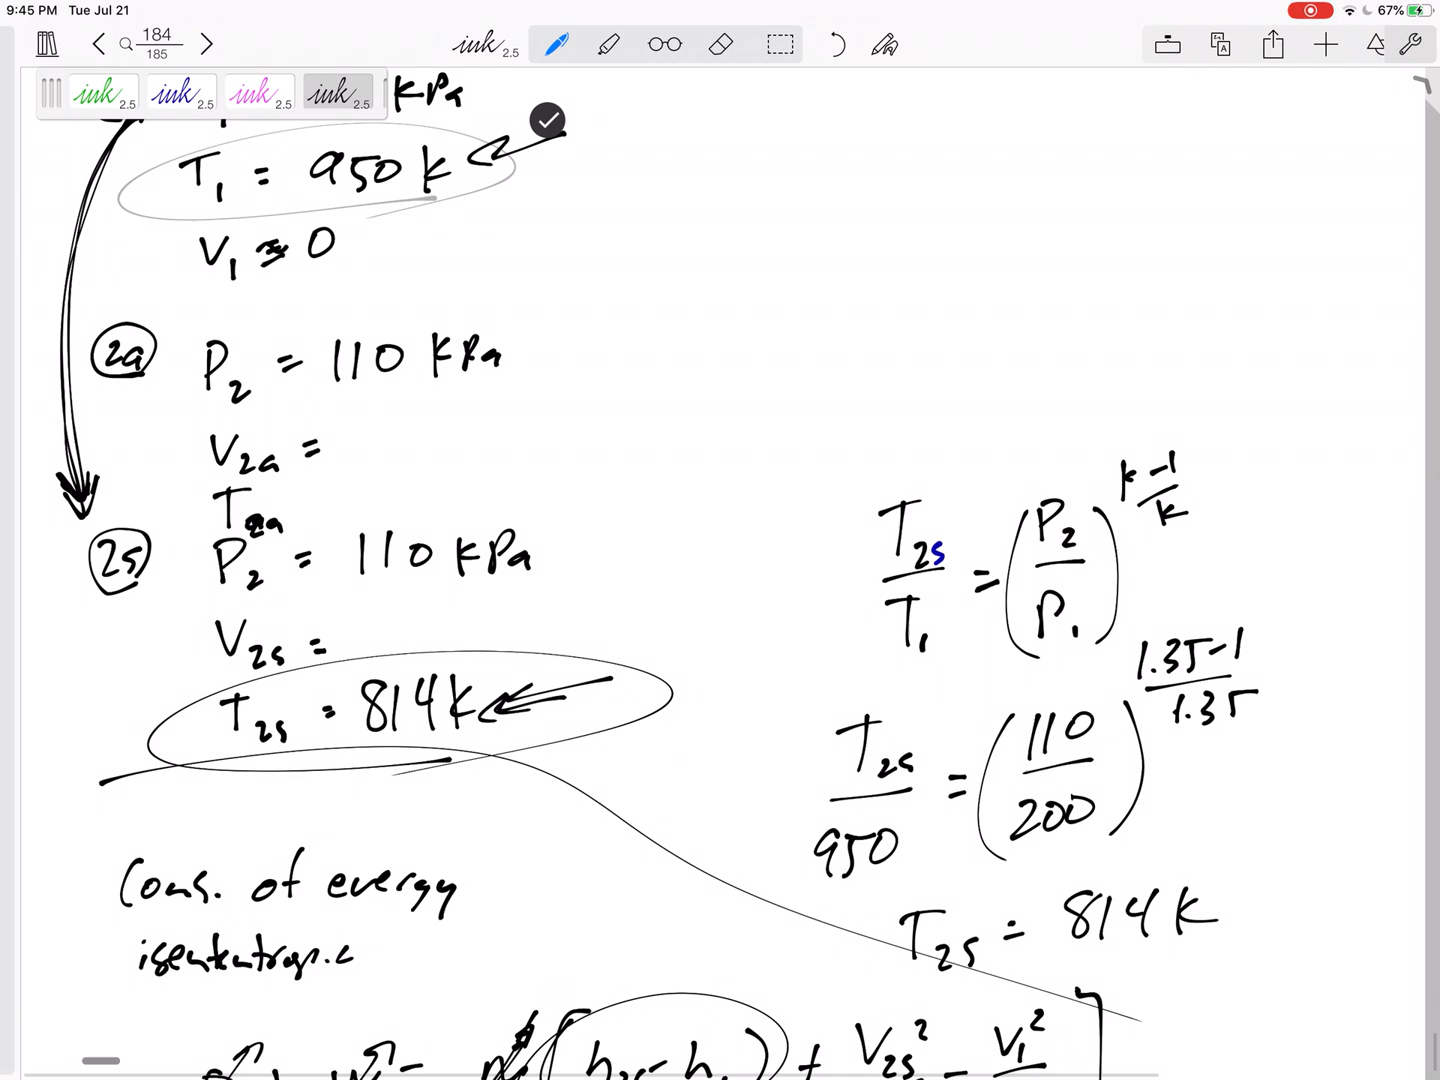 9:45 PM Tue Jul 21
67%
184
185
ink 2.5
ink 2.5 ink 2.5 ink 2.5 ink 2.5
kPa
T₁ = 950 K
V₁ ≈ 0
2a P₂ = 110 kPa
V₂ₐ =
T₂ₐ
2s P₂ = 110 kPa
V₂ₛ =
T₂ₛ = 814 K
T₂ₛ/T₁ = (P₂/P₁)^(k-1/k)
T₂ₛ/950 = (110/200)^(1.35-1/1.35)
T₂ₛ = 814 K
Cons. of energy
V₂ₛ² - V₁²